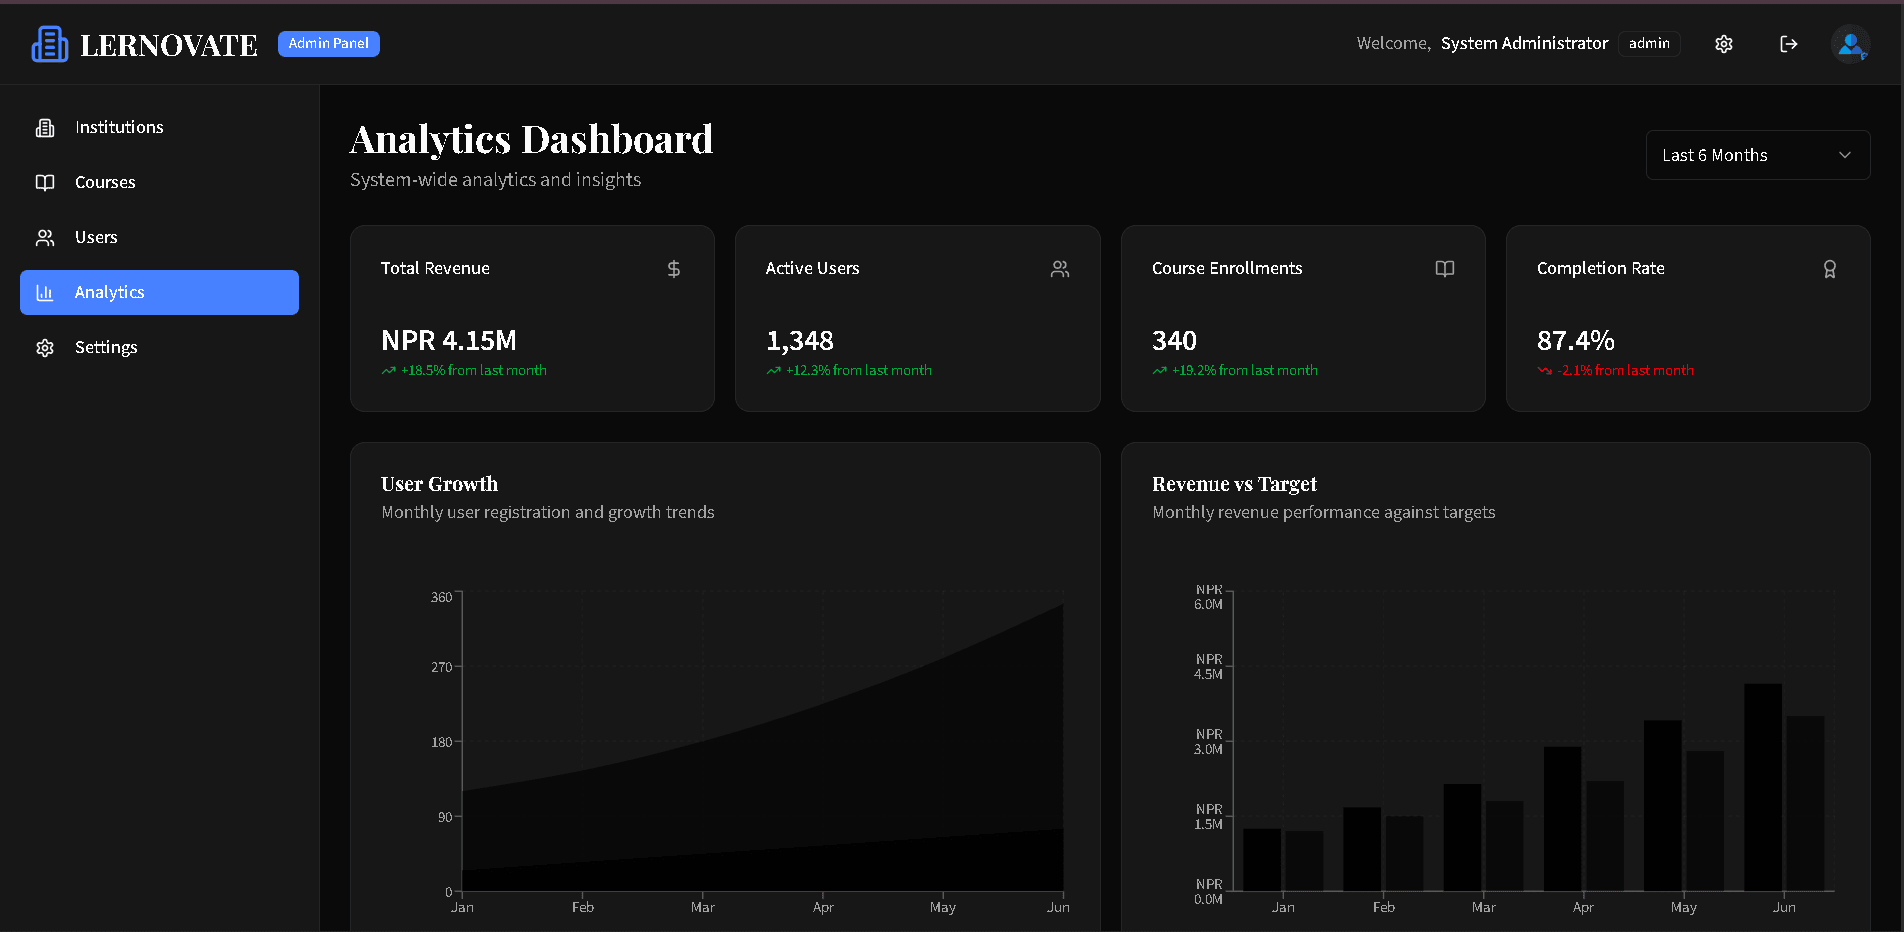 LERNOVATE
Admin Panel
Welcome, System Administrator
admin
Institutions
Courses
Users
Analytics
Settings
Analytics Dashboard
System-wide analytics and insights
Last 6 Months
Total Revenue
NPR 4.15M
+18.5% from last month
Active Users
1,348
+12.3% from last month
Course Enrollments
340
+19.2% from last month
Completion Rate
87.4%
-2.1% from last month
User Growth
Monthly user registration and growth trends
360
270
180
90
0
Jan Feb Mar Apr May Jun
Revenue vs Target
Monthly revenue performance against targets
NPR
6.0M
NPR
4.5M
NPR
3.0M
NPR
1.5M
NPR
0.0M
Jan Feb Mar Apr May Jun